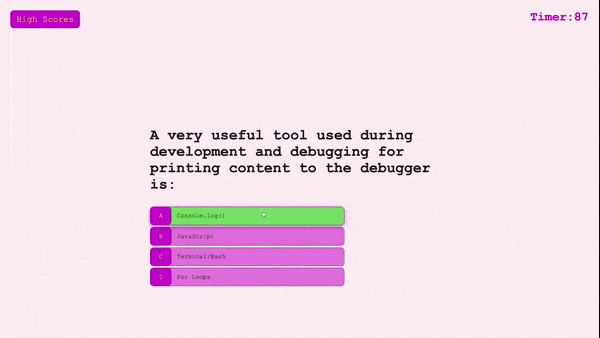 High Scores
Timer:87
A very useful tool used during
development and debugging for
printing content to the debugger
is:
A Console.log()
B JavaScript
C Terminal/Bash
D For Loops